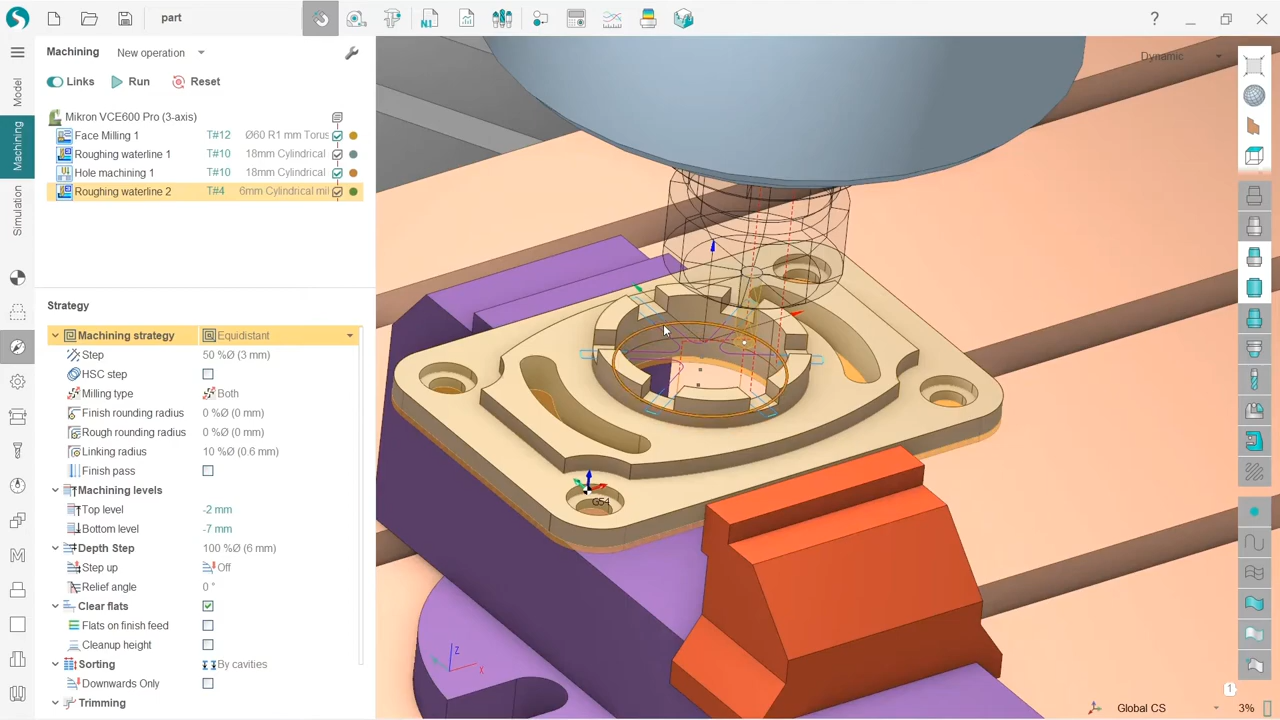 part
?
Machining
New operation
Links
Run
Reset
Model
Machining
Simulation
Mikron VCE600 Pro (3-axis)
Face Milling 1 T#12 Ø60 R1 mm Torus
Roughing waterline 1 T#10 18mm Cylindrical
Hole machining 1 T#10 18mm Cylindrical
Roughing waterline 2 T#4 6mm Cylindrical mil
Strategy
Machining strategy Equidistant
Step 50 %Ø (3 mm)
HSC step
Milling type Both
Finish rounding radius 0 %Ø (0 mm)
Rough rounding radius 0 %Ø (0 mm)
Linking radius 10 %Ø (0.6 mm)
Finish pass
Machining levels
Top level -2 mm
Bottom level -7 mm
Depth Step 100 %Ø (6 mm)
Step up Off
Relief angle 0 °
Clear flats
Flats on finish feed
Cleanup height
Sorting By cavities
Downwards Only
Trimming
Dynamic
G54
Z
X
1
Global CS
3%